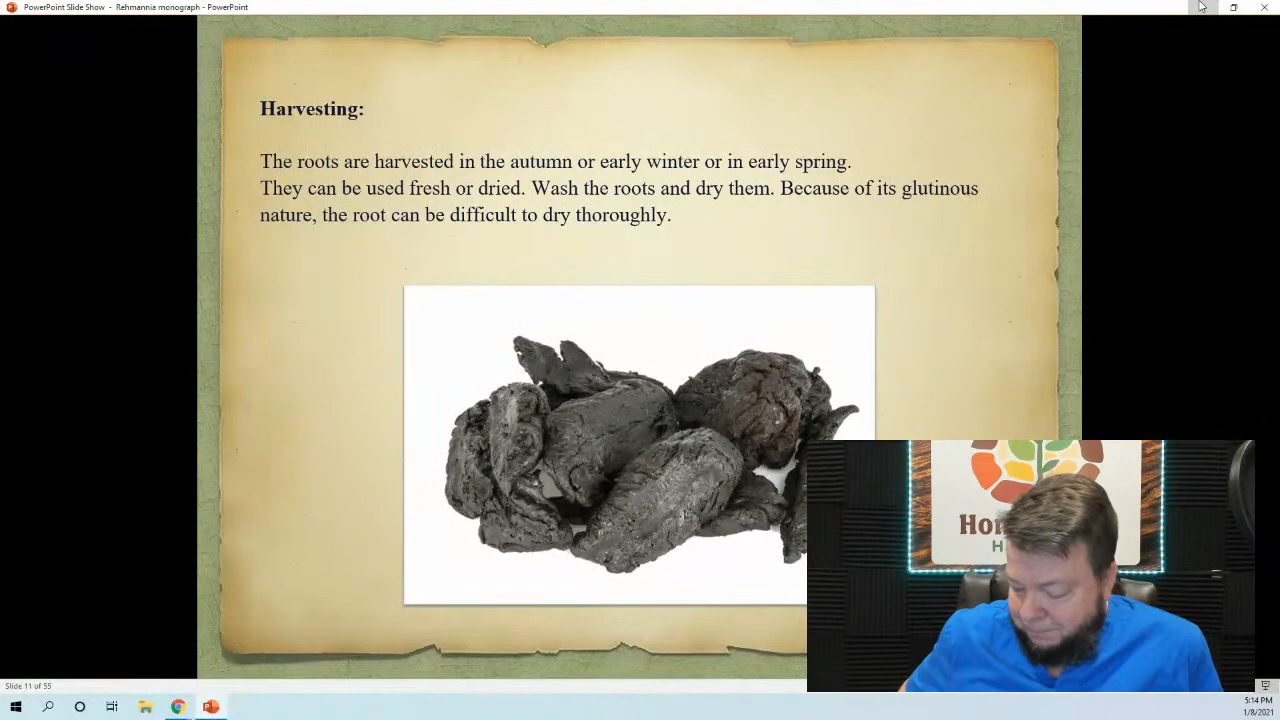 PowerPoint Slide Show - Rehmannia monograph - PowerPoint
Harvesting:
The roots are harvested in the autumn or early winter or in early spring.
They can be used fresh or dried. Wash the roots and dry them. Because of its glutinous
nature, the root can be difficult to dry thoroughly.
Slide 11 of 55
5:14 PM
1/8/2021